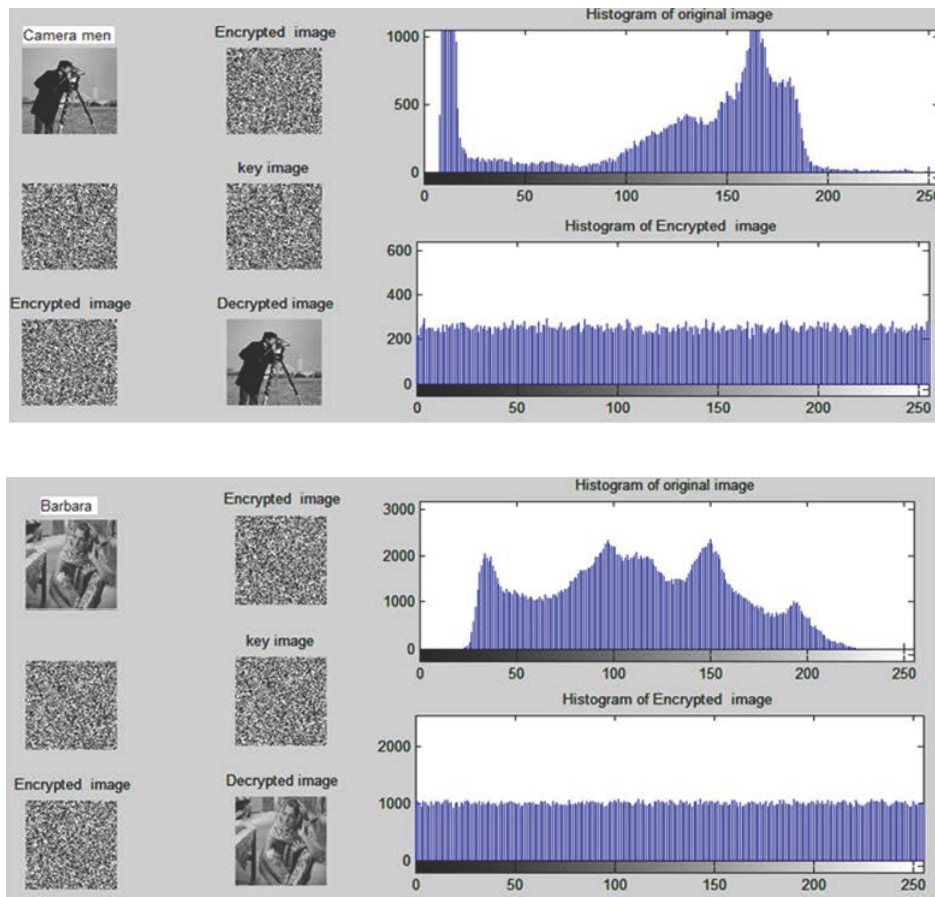 Camera men
Encrypted image
key image
Encrypted image
Decrypted image
Histogram of original image
1000
500
0
0 50 100 150 200 250
Histogram of Encrypted image
600
400
200
0
0 50 100 150 200 250
Barbara
Encrypted image
key image
Encrypted image
Decrypted image
Histogram of original image
3000
2000
1000
0
0 50 100 150 200 250
Histogram of Encrypted image
2000
1000
0
0 50 100 150 200 250